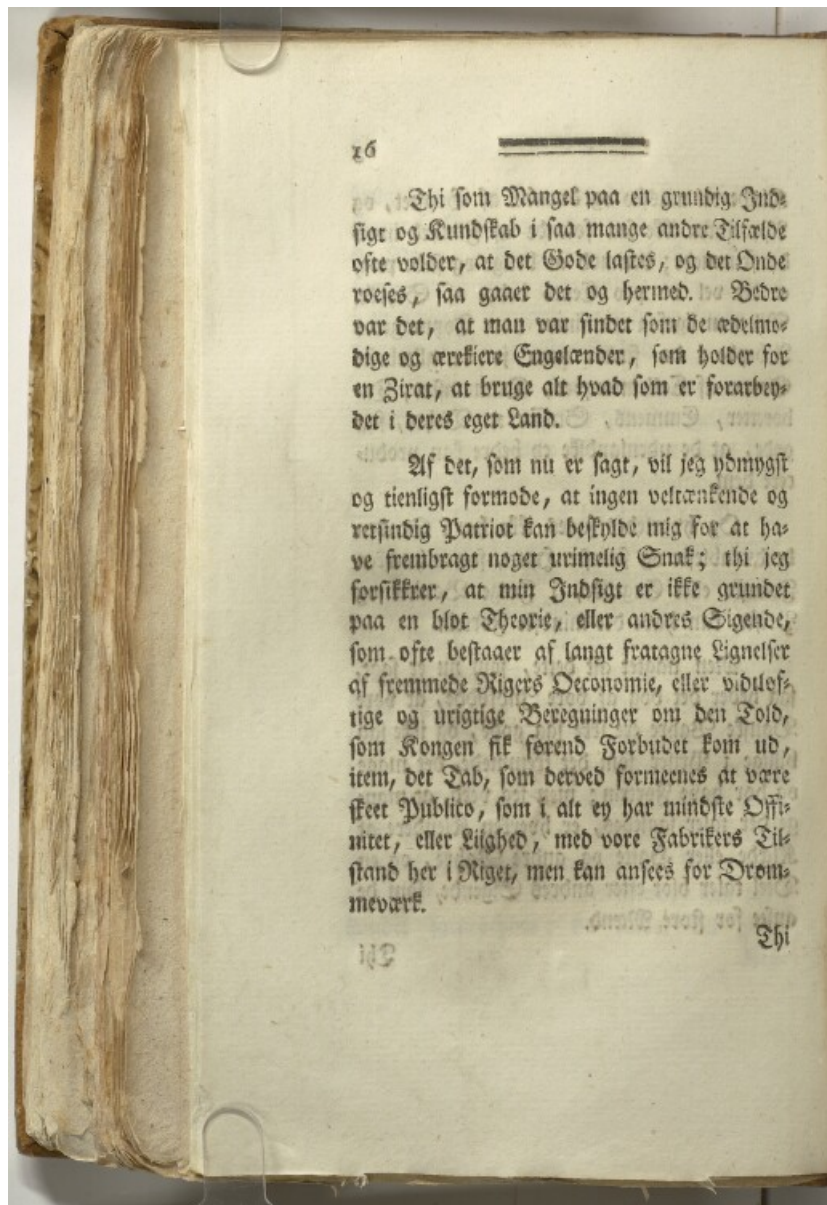 16
Thi som Mangel paa en grundig Ind-
sigt og Kundskab i saa mange andre Tilfælde
ofte volder, at det Gode lastes, og det Onde
roeses, saa gaaer det og hermed. Bedre
var det, at man var sindet som de ædelmo-
dige og ærekiere Engelænder, som holder for
en Zirat, at bruge alt hvad som er forarbey-
det i deres eget Land.
Af det, som nu er sagt, vil jeg ydmygst
og tienligst formode, at ingen veltænkende og
retsindig Patriot kan beskylde mig for at ha-
ve frembragt noget urimelig Snak; thi jeg
forsikkrer, at min Indsigt er ikke grundet
paa en blot Theorie, eller andres Sigende,
som ofte bestaaer af langt fratagne Lignelser
af fremmede Rigers Oeconomie, eller vidtløf-
tige og urigtige Beregninger om den Told,
som Kongen fik førend Forbudet kom ud,
item, det Tab, som derved formeenes at være
skeet Publico, som i alt ey har mindste Offi-
nitet, eller Liighed, med vore Fabrikers Til-
stand her i Riget, men kan ansees for Drøm-
meværk.
Thi